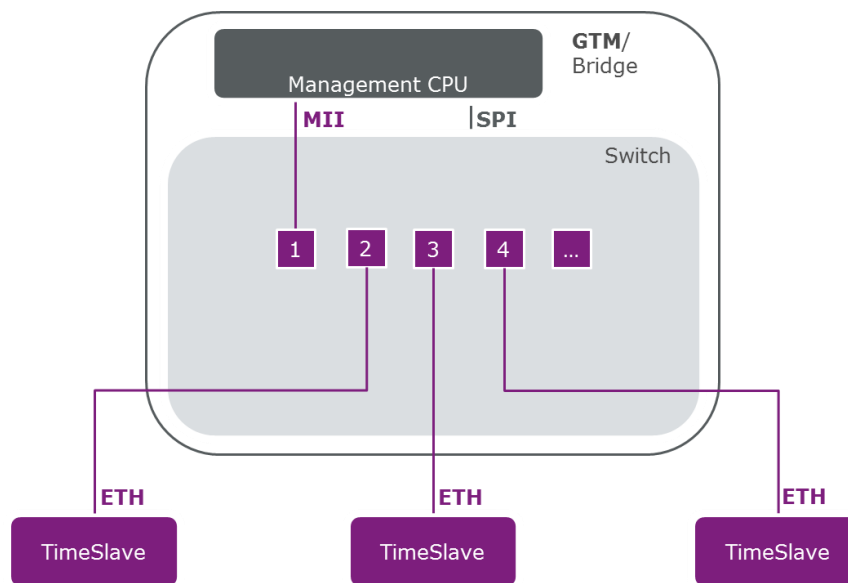 GTM/
Bridge
Management CPU
MII
SPI
Switch
1
2
3
4
...
ETH
ETH
ETH
TimeSlave
TimeSlave
TimeSlave